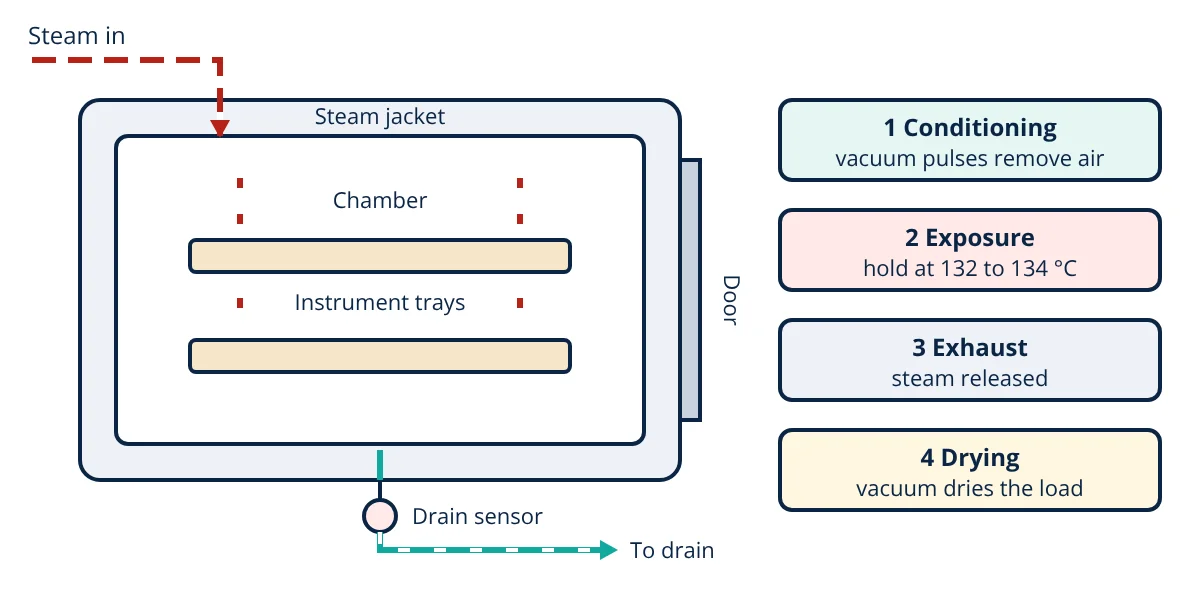 Steam in
Steam jacket
Chamber
Instrument trays
Door
Drain sensor
To drain
1 Conditioning
vacuum pulses remove air
2 Exposure
hold at 132 to 134 °C
3 Exhaust
steam released
4 Drying
vacuum dries the load